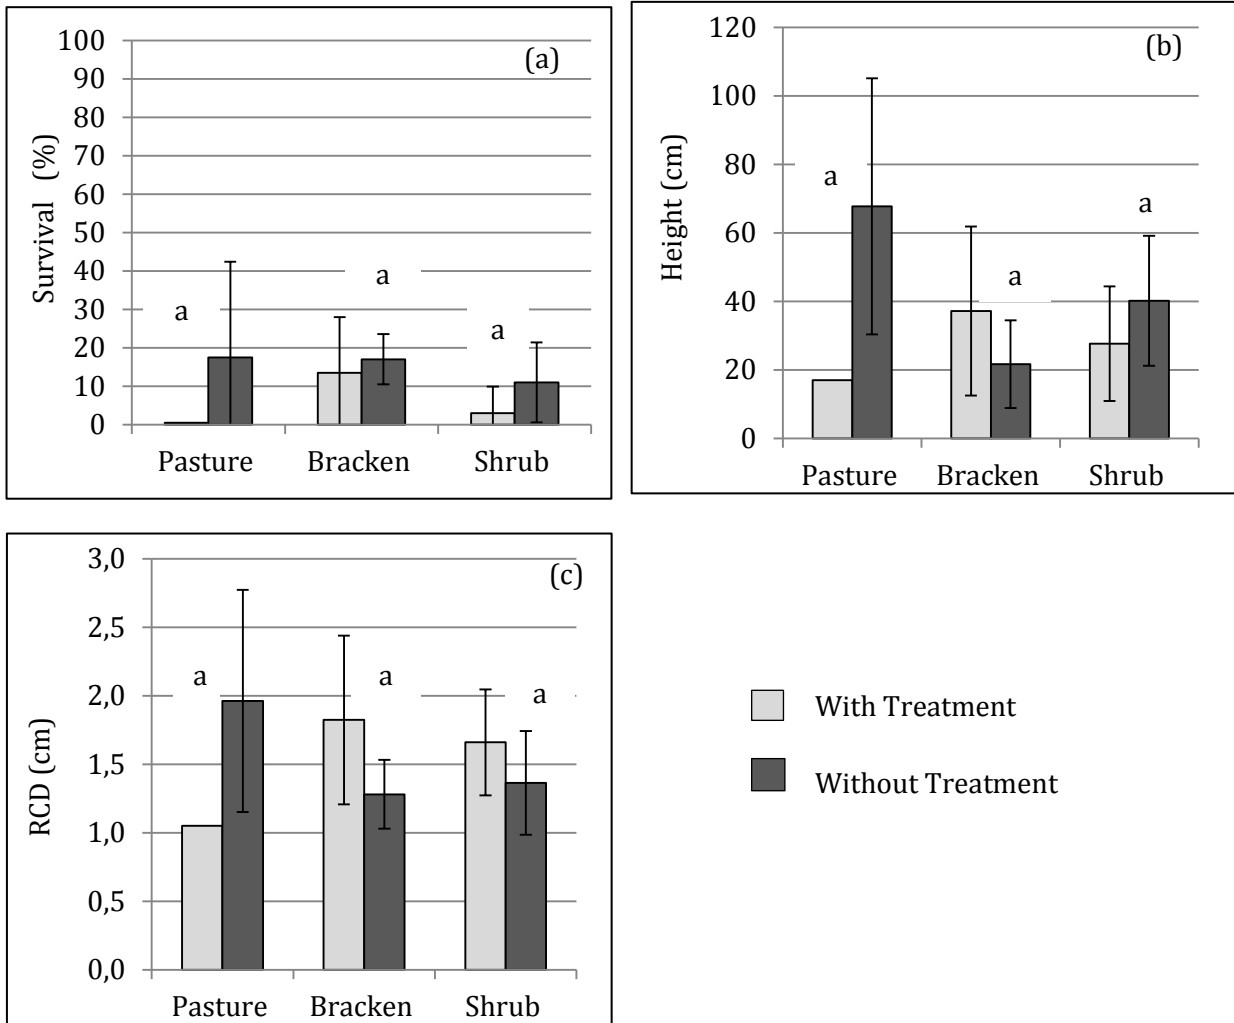 (a)
Survival (%)
100
90
80
70
60
50
40
30
20
10
0
a
a
a
Pasture Bracken Shrub
(b)
Height (cm)
120
100
80
60
40
20
0
a
a
a
Pasture Bracken Shrub
(c)
RCD (cm)
3,0
2,5
2,0
1,5
1,0
0,5
0,0
a
a
a
Pasture Bracken Shrub
With Treatment
Without Treatment